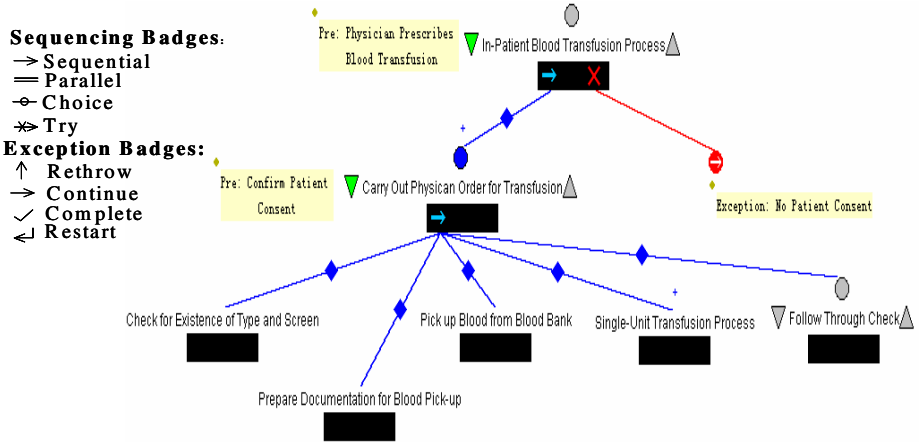 Sequencing Badges:
Sequential
Parallel
Choice
Try
Exception Badges:
Rethrow
Continue
Complete
Restart
Pre: Physician Prescribes
Blood Transfusion
In-Patient Blood Transfusion Process
Pre: Confirm Patient
Consent
Carry Out Physican Order for Transfusion
Exception: No Patient Consent
Check for Existence of Type and Screen
Pick up Blood from Blood Bank
Single-Unit Transfusion Process
Follow Through Check
Prepare Documentation for Blood Pick-up